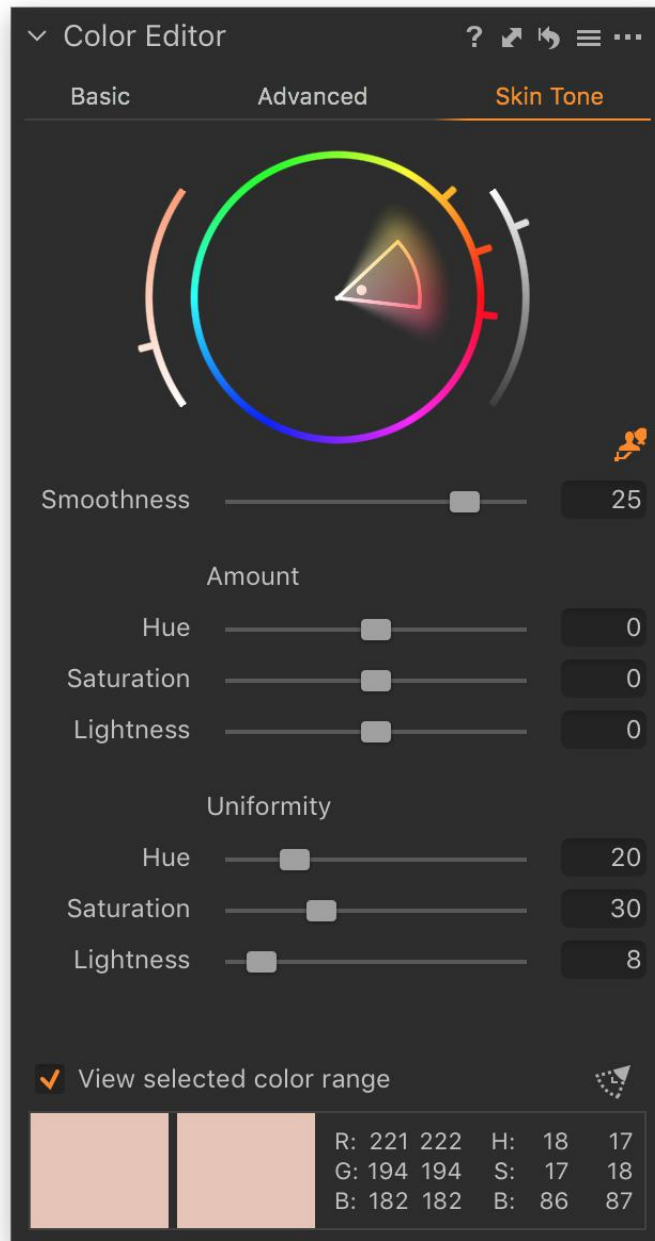 Color Editor ?
Basic Advanced Skin Tone
Smoothness 25
Amount
Hue 0
Saturation 0
Lightness 0
Uniformity
Hue 20
Saturation 30
Lightness 8
View selected color range
R: 221 222 H: 18 17
G: 194 194 S: 17 18
B: 182 182 B: 86 87